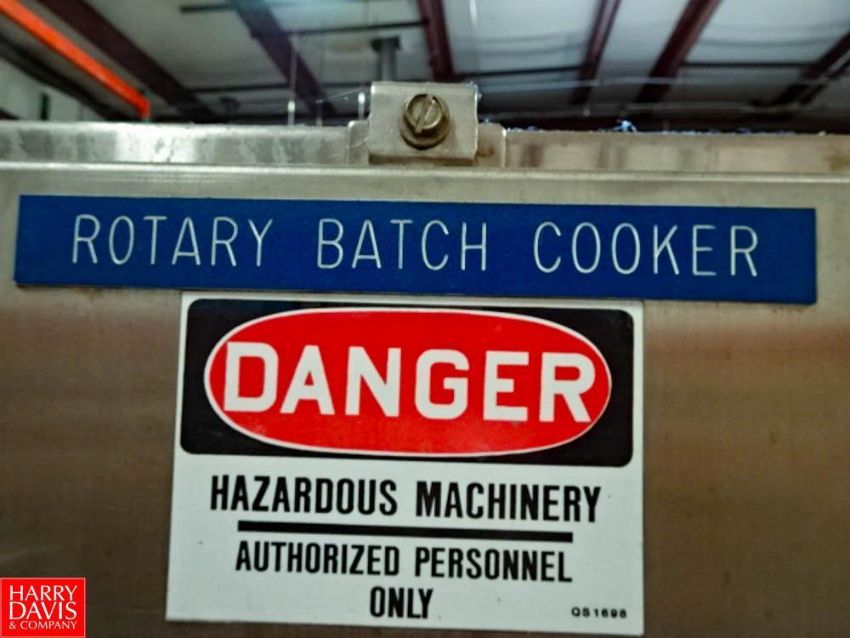 ROTARY BATCH COOKER
DANGER
HAZARDOUS MACHINERY
AUTHORIZED PERSONNEL
ONLY
QS1698
HARRY
DAVIS
& COMPANY